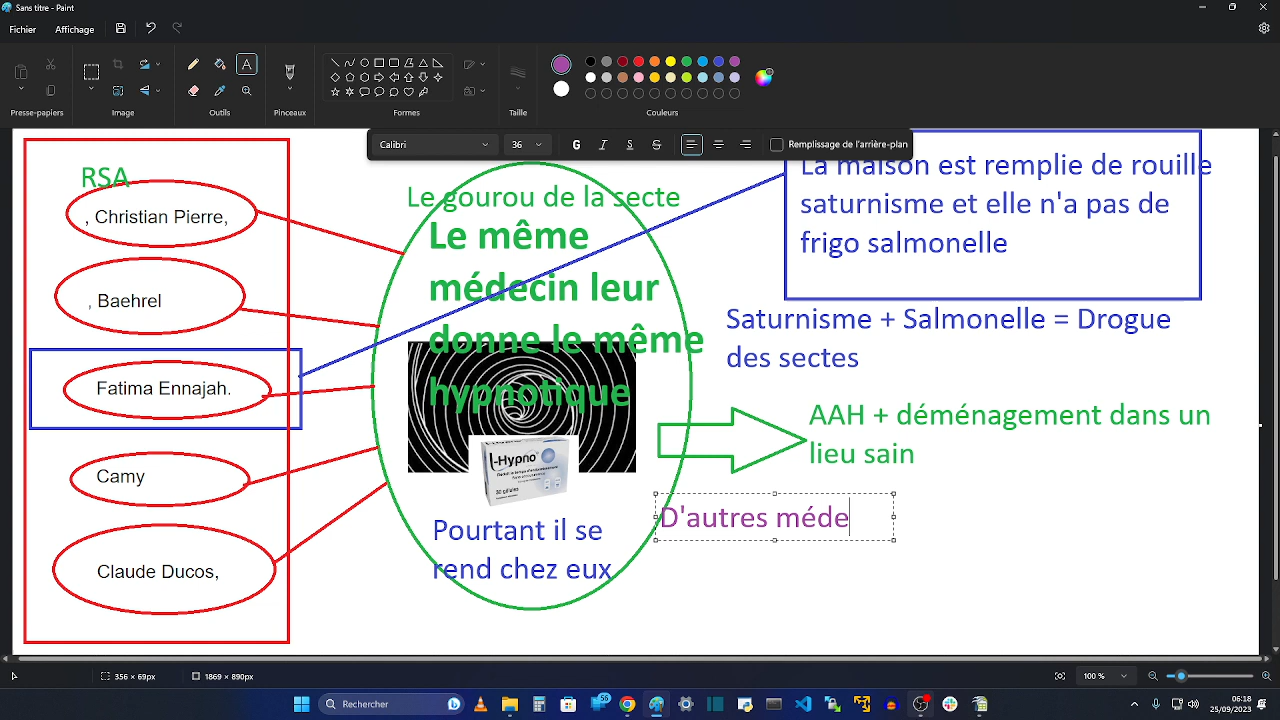 Sans titre - Paint
Fichier Affichage
Presse-papiers Image Outils Pinceaux Formes Taille Couleurs
Calibri 36 G I S S Remplissage de l'arrière-plan
RSA
, Christian Pierre,
, Baehrel
Fatima Ennajah.
Camy
Claude Ducos,
Le gourou de la secte
Le même
médecin leur
donne le même
hypnotique
-Hypno
30 gélules
Pourtant il se
rend chez eux
La maison est remplie de rouille
saturnisme et elle n'a pas de
frigo salmonelle
Saturnisme + Salmonelle = Drogue
des sectes
AAH + déménagement dans un
lieu sain
D'autres méde
356 × 69px 1869 × 890px 100 %
Rechercher 56 06:18
25/09/2023